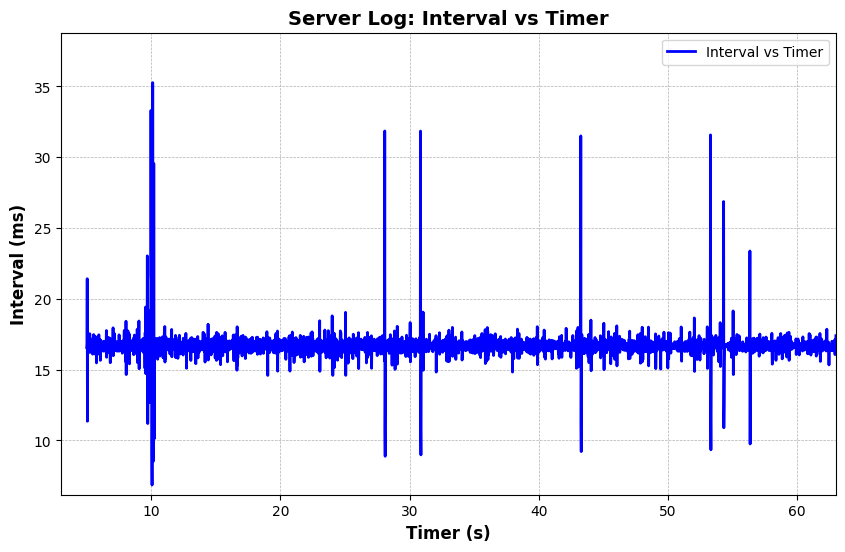 Server Log: Interval vs Timer
Interval vs Timer
35
30
25
20
15
10
Interval (ms)
10 20 30 40 50 60
Timer (s)